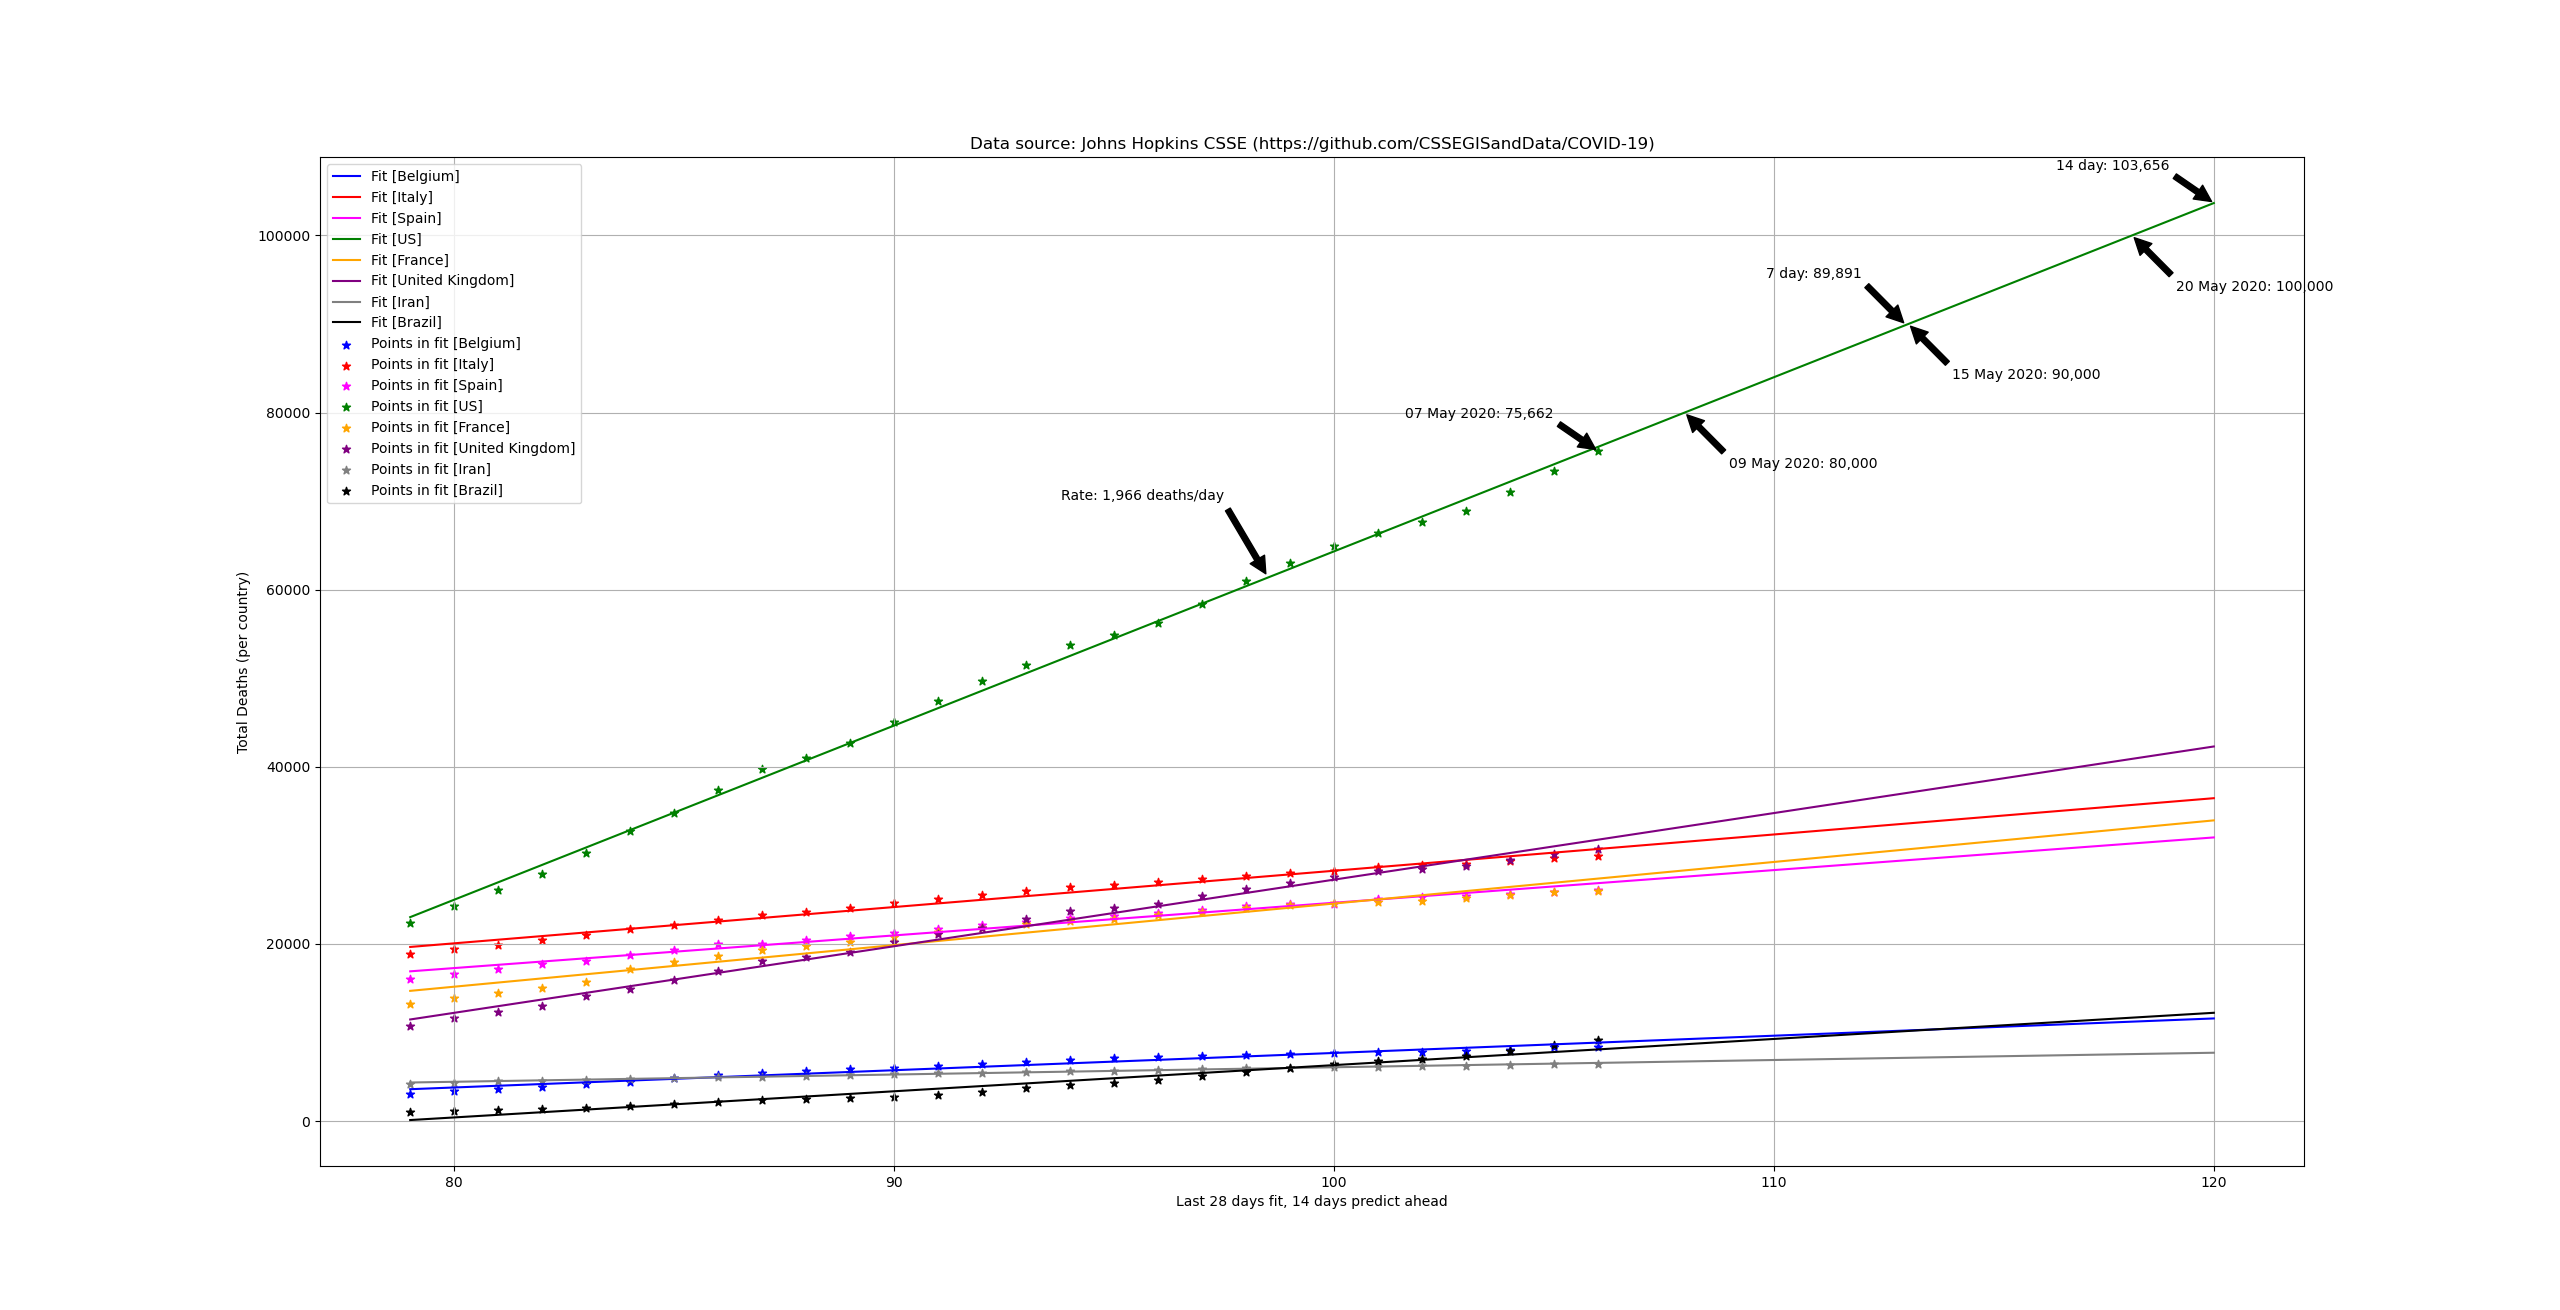 Data source: Johns Hopkins CSSE (https://github.com/CSSEGISandData/COVID-19)
Fit [Belgium]
Fit [Italy]
Fit [Spain]
Fit [US]
Fit [France]
Fit [United Kingdom]
Fit [Iran]
Fit [Brazil]
Points in fit [Belgium]
Points in fit [Italy]
Points in fit [Spain]
Points in fit [US]
Points in fit [France]
Points in fit [United Kingdom]
Points in fit [Iran]
Points in fit [Brazil]
14 day: 103,656
20 May 2020: 100,000
7 day: 89,891
15 May 2020: 90,000
07 May 2020: 75,662
09 May 2020: 80,000
Rate: 1,966 deaths/day
Total Deaths (per country)
100000
80000
60000
40000
20000
0
80
90
100
110
120
Last 28 days fit, 14 days predict ahead